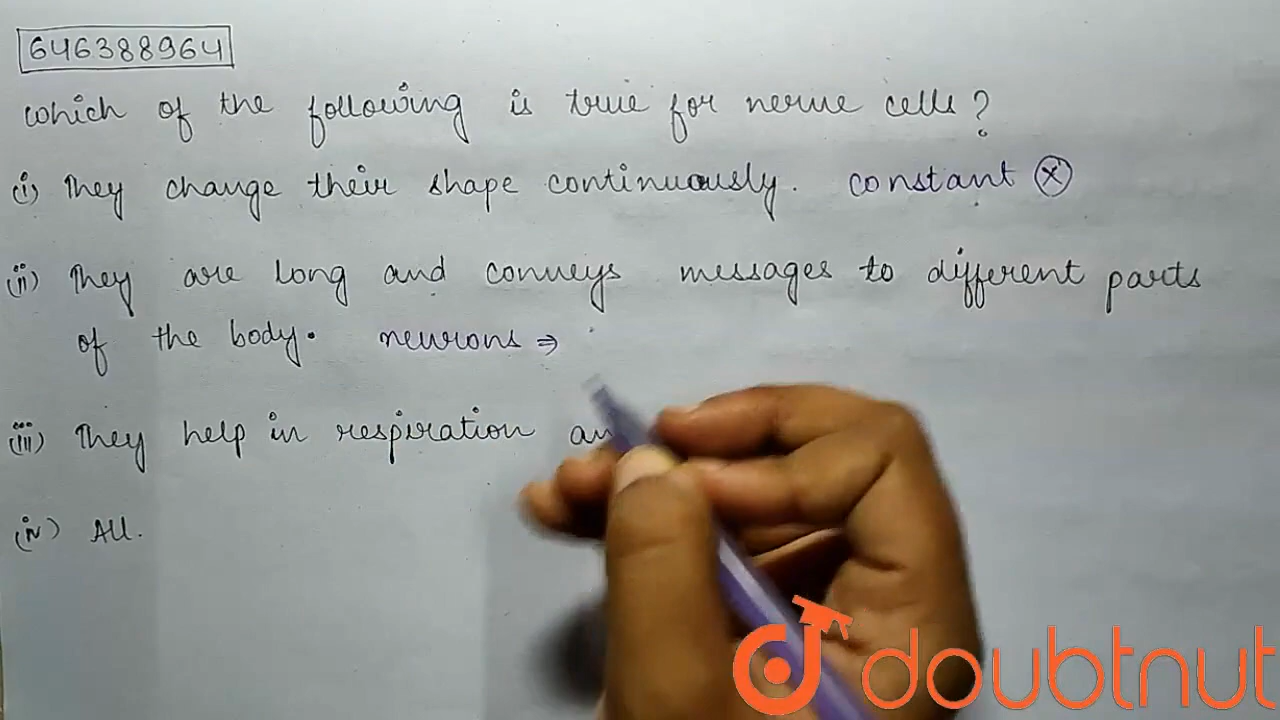 646388964
Which of the following is true for nerve cells?
(i) They change their shape continuously. constant
(ii) They are long and conveys messages to different parts
of the body. neurons ⇒
(iii) They help in respiration
(iv) All.
doubtnut